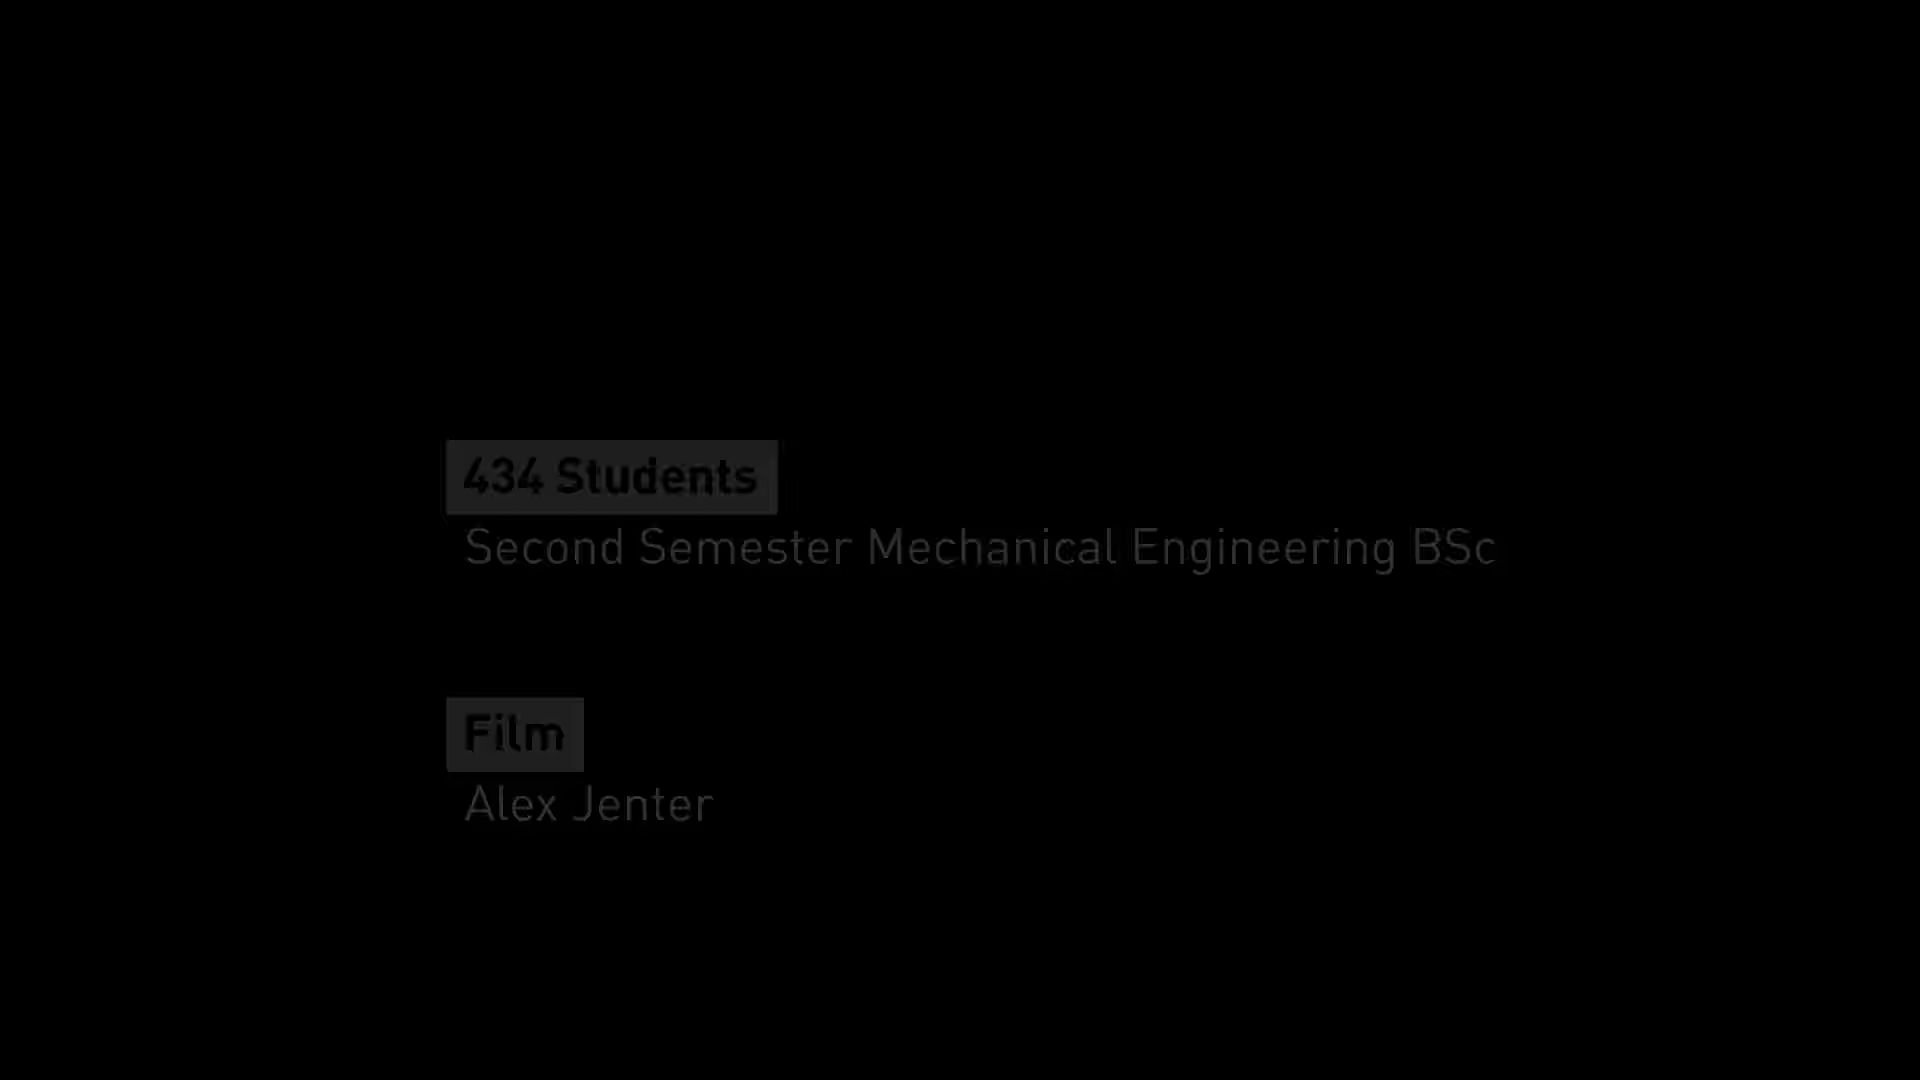 434 Students
Second Semester Mechanical Engineering BSc
Film
Alex Jenter